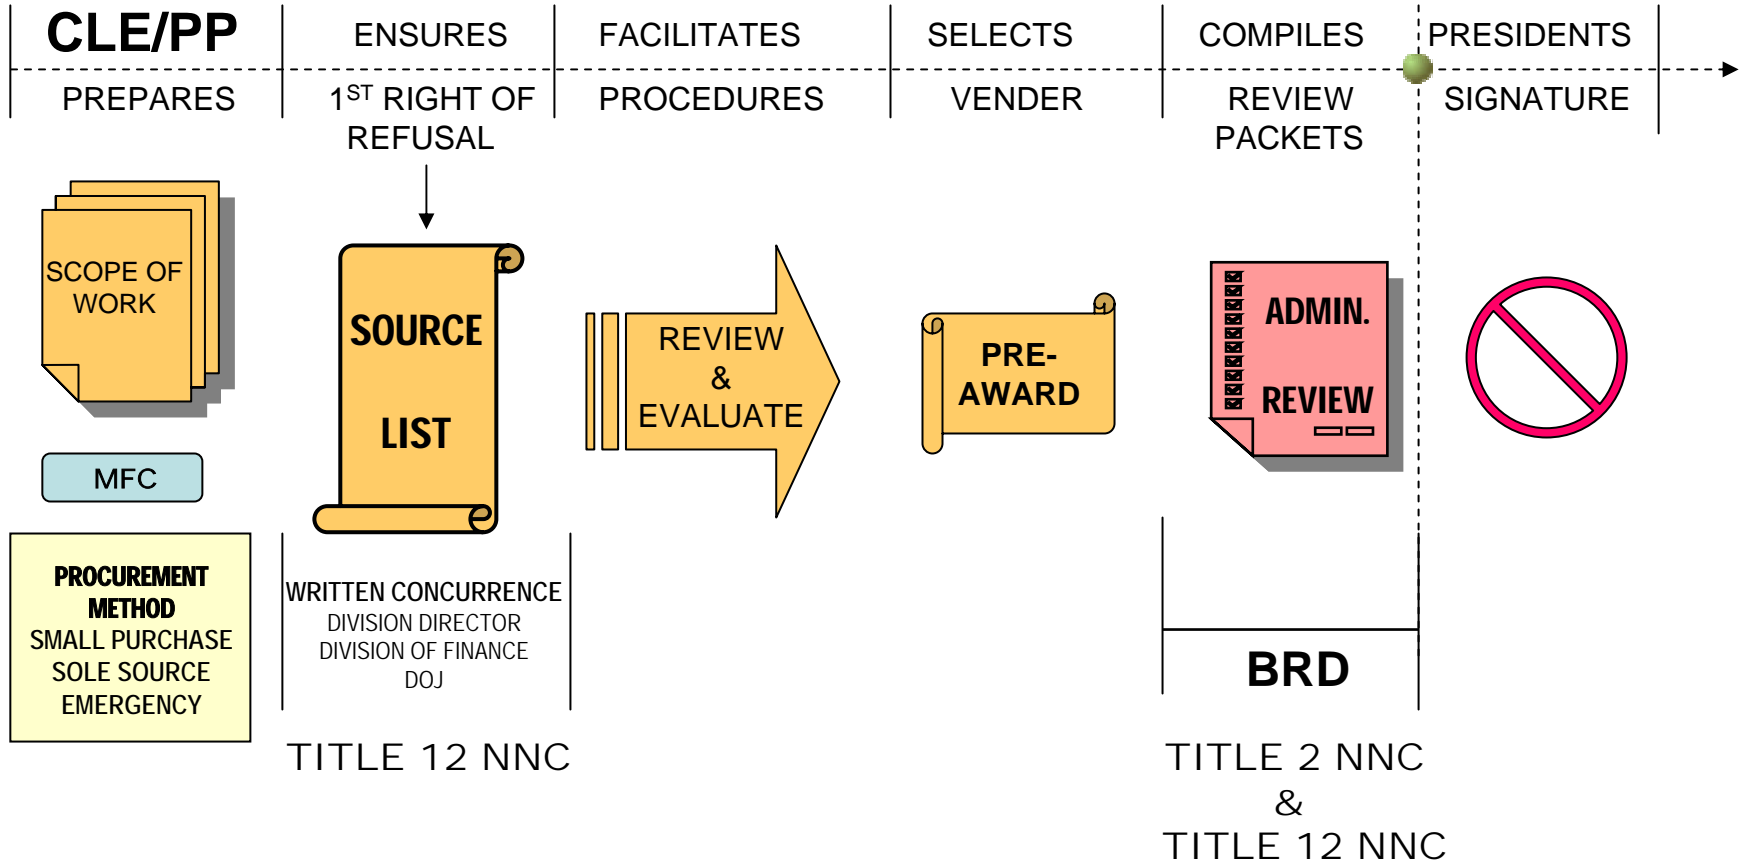 CLE/PP
PREPARES
ENSURES
1ST RIGHT OF
REFUSAL
FACILITATES
PROCEDURES
SELECTS
VENDER
COMPILES
REVIEW
PACKETS
PRESIDENTS
SIGNATURE
SCOPE OF
WORK
MFC
PROCUREMENT
METHOD
SMALL PURCHASE
SOLE SOURCE
EMERGENCY
SOURCE
LIST
WRITTEN CONCURRENCE
DIVISION DIRECTOR
DIVISION OF FINANCE
DOJ
TITLE 12 NNC
REVIEW
&
EVALUATE
PRE-
AWARD
ADMIN.
REVIEW
BRD
TITLE 2 NNC
&
TITLE 12 NNC